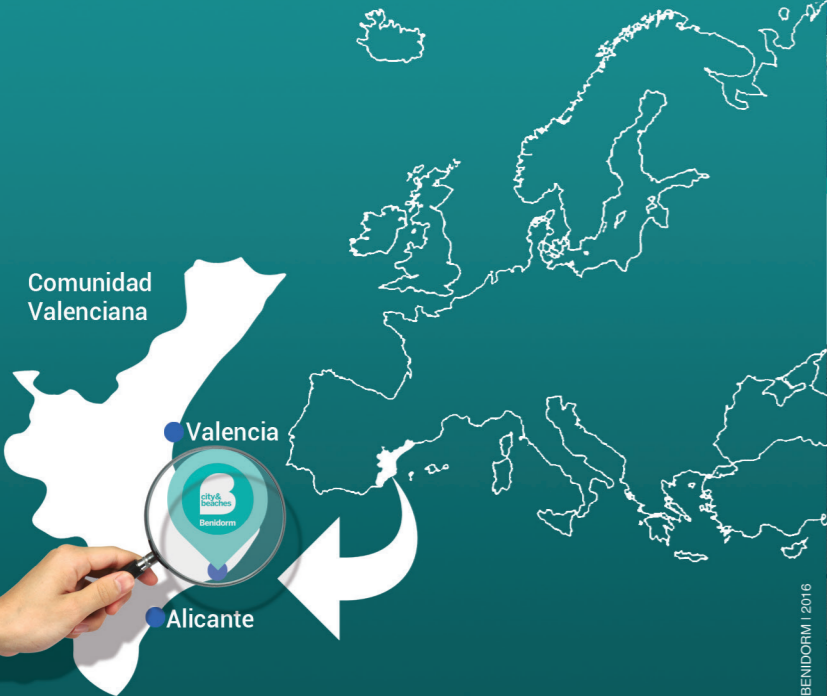 Comunidad
Valenciana
Valencia
city&
beaches
Benidorm
Alicante
BENIDORM | 2016